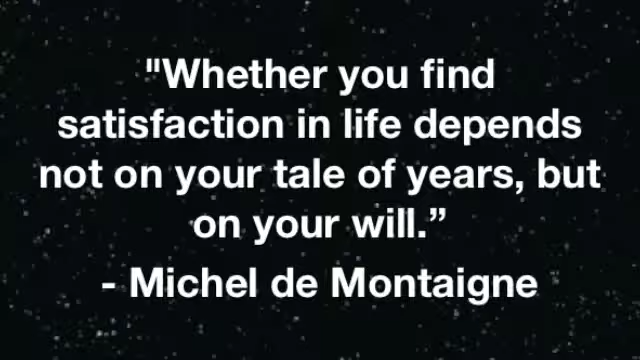 "Whether you find
satisfaction in life depends
not on your tale of years, but
on your will.”
- Michel de Montaigne